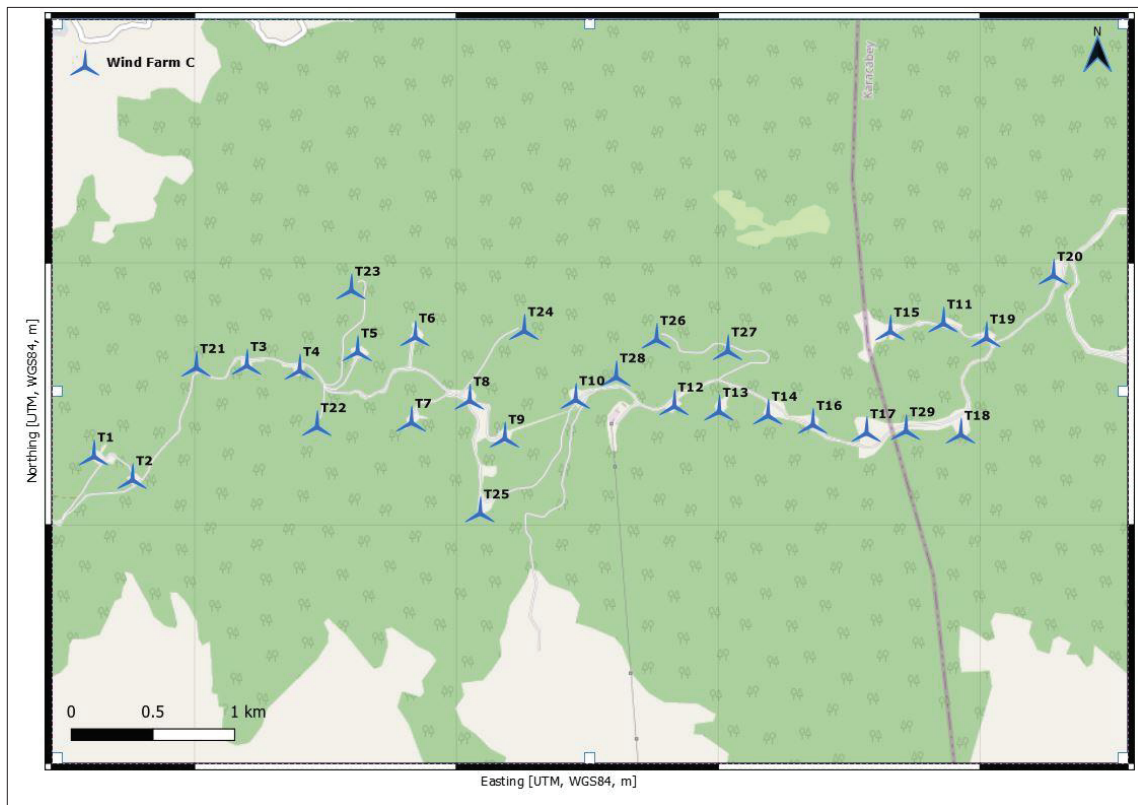 N
Wind Farm C
Karacabey
T20
T23
T15
T11
T6
T24
T26
T19
T27
T21
T3
T4
T5
T28
T8
T10
T12
T13
T14
T22
T7
T9
T16
T17
T29
T18
T1
T2
T25
Northing [UTM, WGS84, m]
0 0.5 1 km
Easting [UTM, WGS84, m]